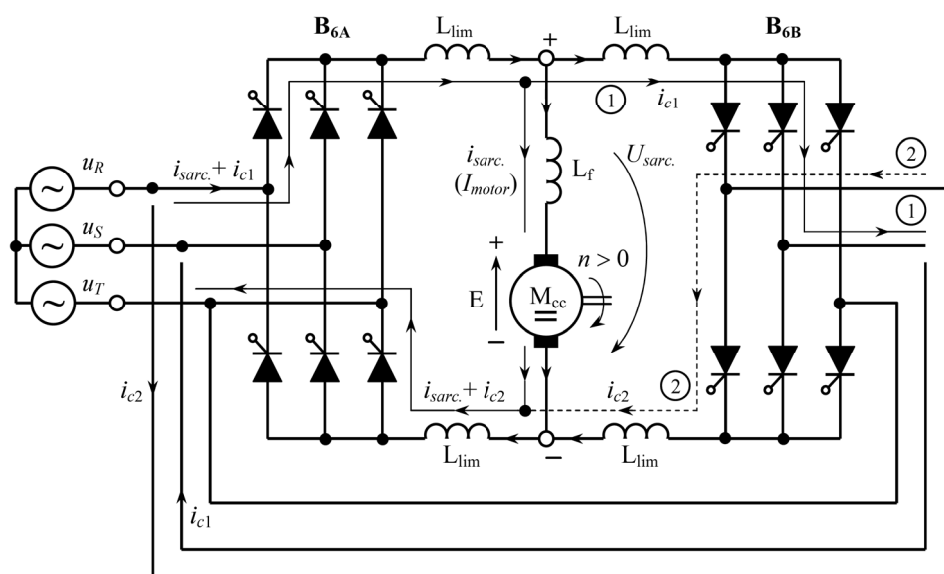 B6A
Llim
+
Llim
B6B
1
ic1
isarc.
(Imotor)
Lf
Usarc.
2
uR
isarc.+ ic1
1
uS
+
n > 0
uT
E
Mcc
−
ic2
isarc.+ ic2
ic2
2
Llim
−
Llim
ic1